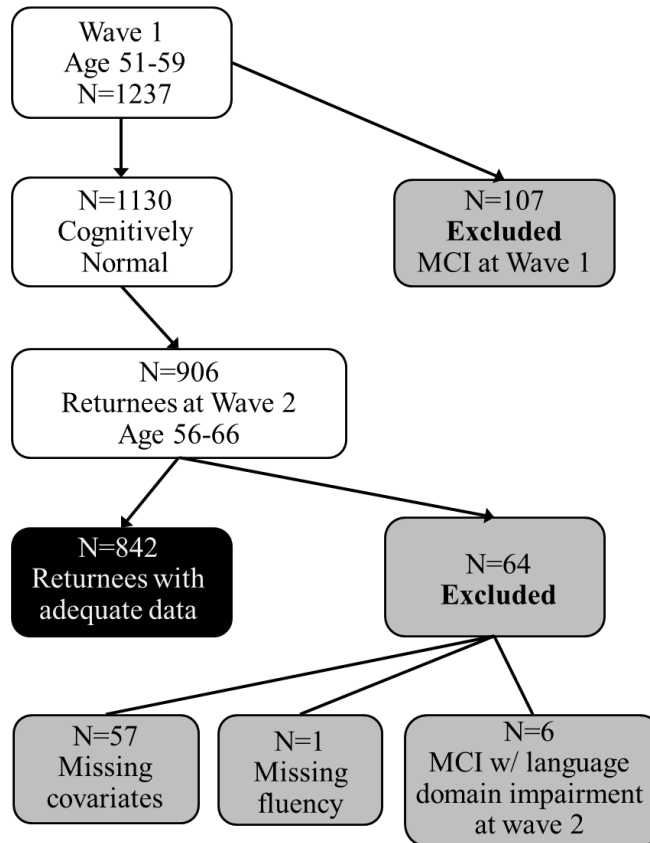 Wave 1
Age 51-59
N=1237
N=1130
Cognitively
Normal
N=107
Excluded
MCI at Wave 1
N=906
Returnees at Wave 2
Age 56-66
N=842
Returnees with
adequate data
N=64
Excluded
N=57
Missing
covariates
N=1
Missing
fluency
N=6
MCI w/ language
domain impairment
at wave 2